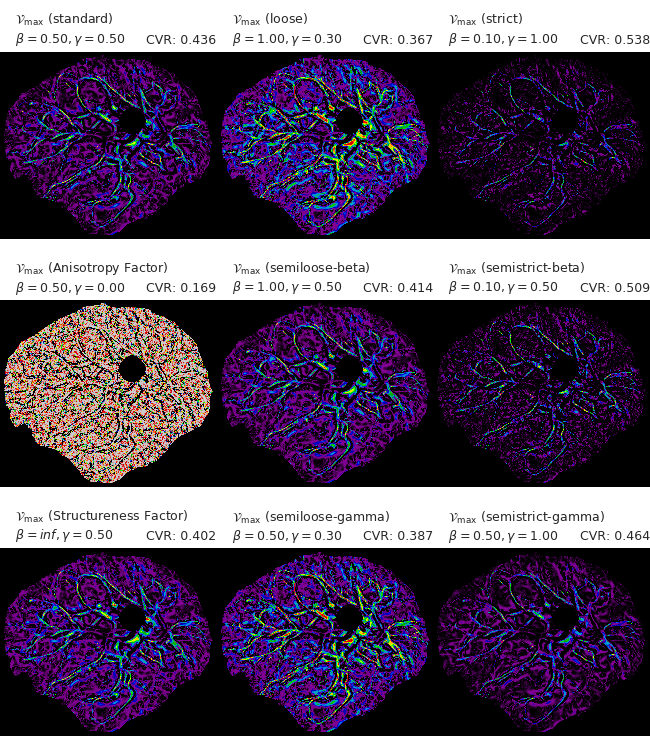 𝒱max (standard) 𝒱max (loose) 𝒱max (strict)
β = 0.50, γ = 0.50 CVR: 0.436 β = 1.00, γ = 0.30 CVR: 0.367 β = 0.10, γ = 1.00 CVR: 0.538
𝒱max (Anisotropy Factor) 𝒱max (semiloose-beta) 𝒱max (semistrict-beta)
β = 0.50, γ = 0.00 CVR: 0.169 β = 1.00, γ = 0.50 CVR: 0.414 β = 0.10, γ = 0.50 CVR: 0.509
𝒱max (Structureness Factor) 𝒱max (semiloose-gamma) 𝒱max (semistrict-gamma)
β = inf, γ = 0.50 CVR: 0.402 β = 0.50, γ = 0.30 CVR: 0.387 β = 0.50, γ = 1.00 CVR: 0.464